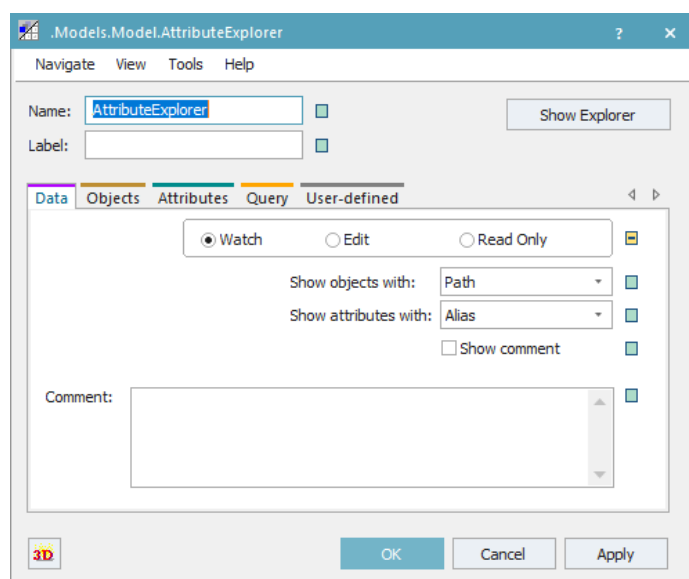 .Models.Model.AttributeExplorer ? ×
Navigate View Tools Help
Name: AttributeExplorer Show Explorer
Label:
Data Objects Attributes Query User-defined
Watch Edit Read Only
Show objects with: Path
Show attributes with: Alias
Show comment
Comment:
3D OK Cancel Apply